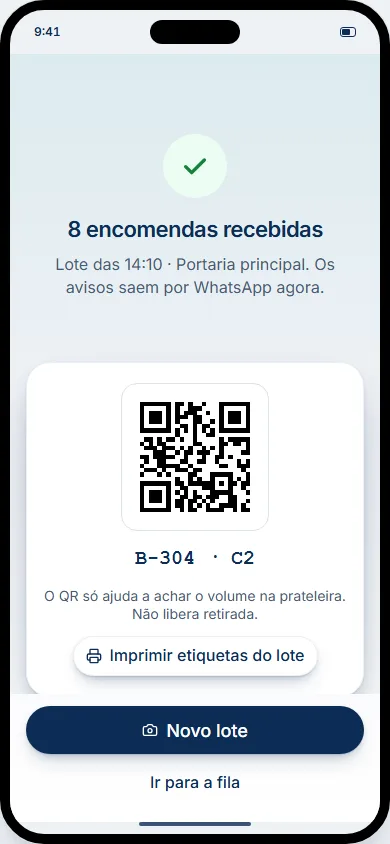 9:41
8 encomendas recebidas
Lote das 14:10 · Portaria principal. Os
avisos saem por WhatsApp agora.
B-304 · C2
O QR só ajuda a achar o volume na prateleira.
Não libera retirada.
Imprimir etiquetas do lote
Novo lote
Ir para a fila